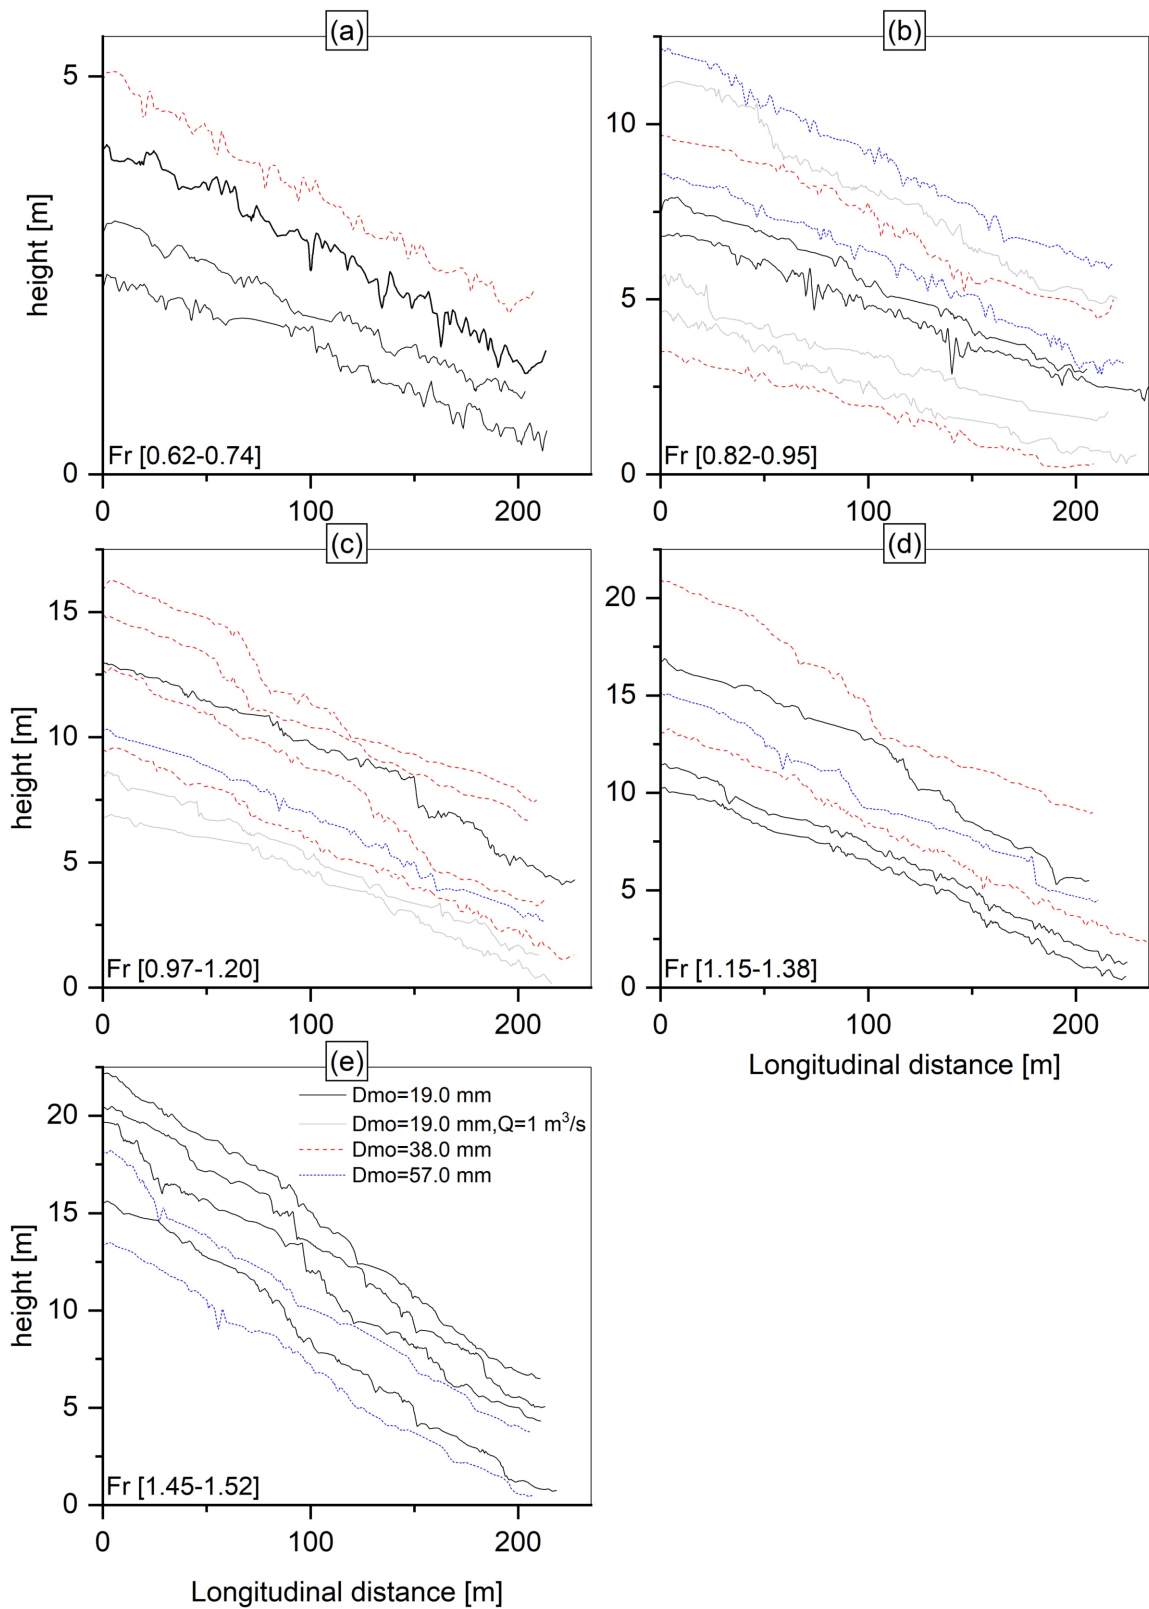 (a)
(b)
height [m]
5
0
Fr [0.62-0.74]
0
100
200
10
5
0
Fr [0.82-0.95]
0
100
200
(c)
(d)
height [m]
15
10
5
0
Fr [0.97-1.20]
0
100
200
20
15
10
5
0
Fr [1.15-1.38]
0
100
200
Longitudinal distance [m]
(e)
Dmo=19.0 mm
Dmo=19.0 mm,Q=1 m³/s
Dmo=38.0 mm
Dmo=57.0 mm
height [m]
20
15
10
5
0
Fr [1.45-1.52]
0
100
200
Longitudinal distance [m]